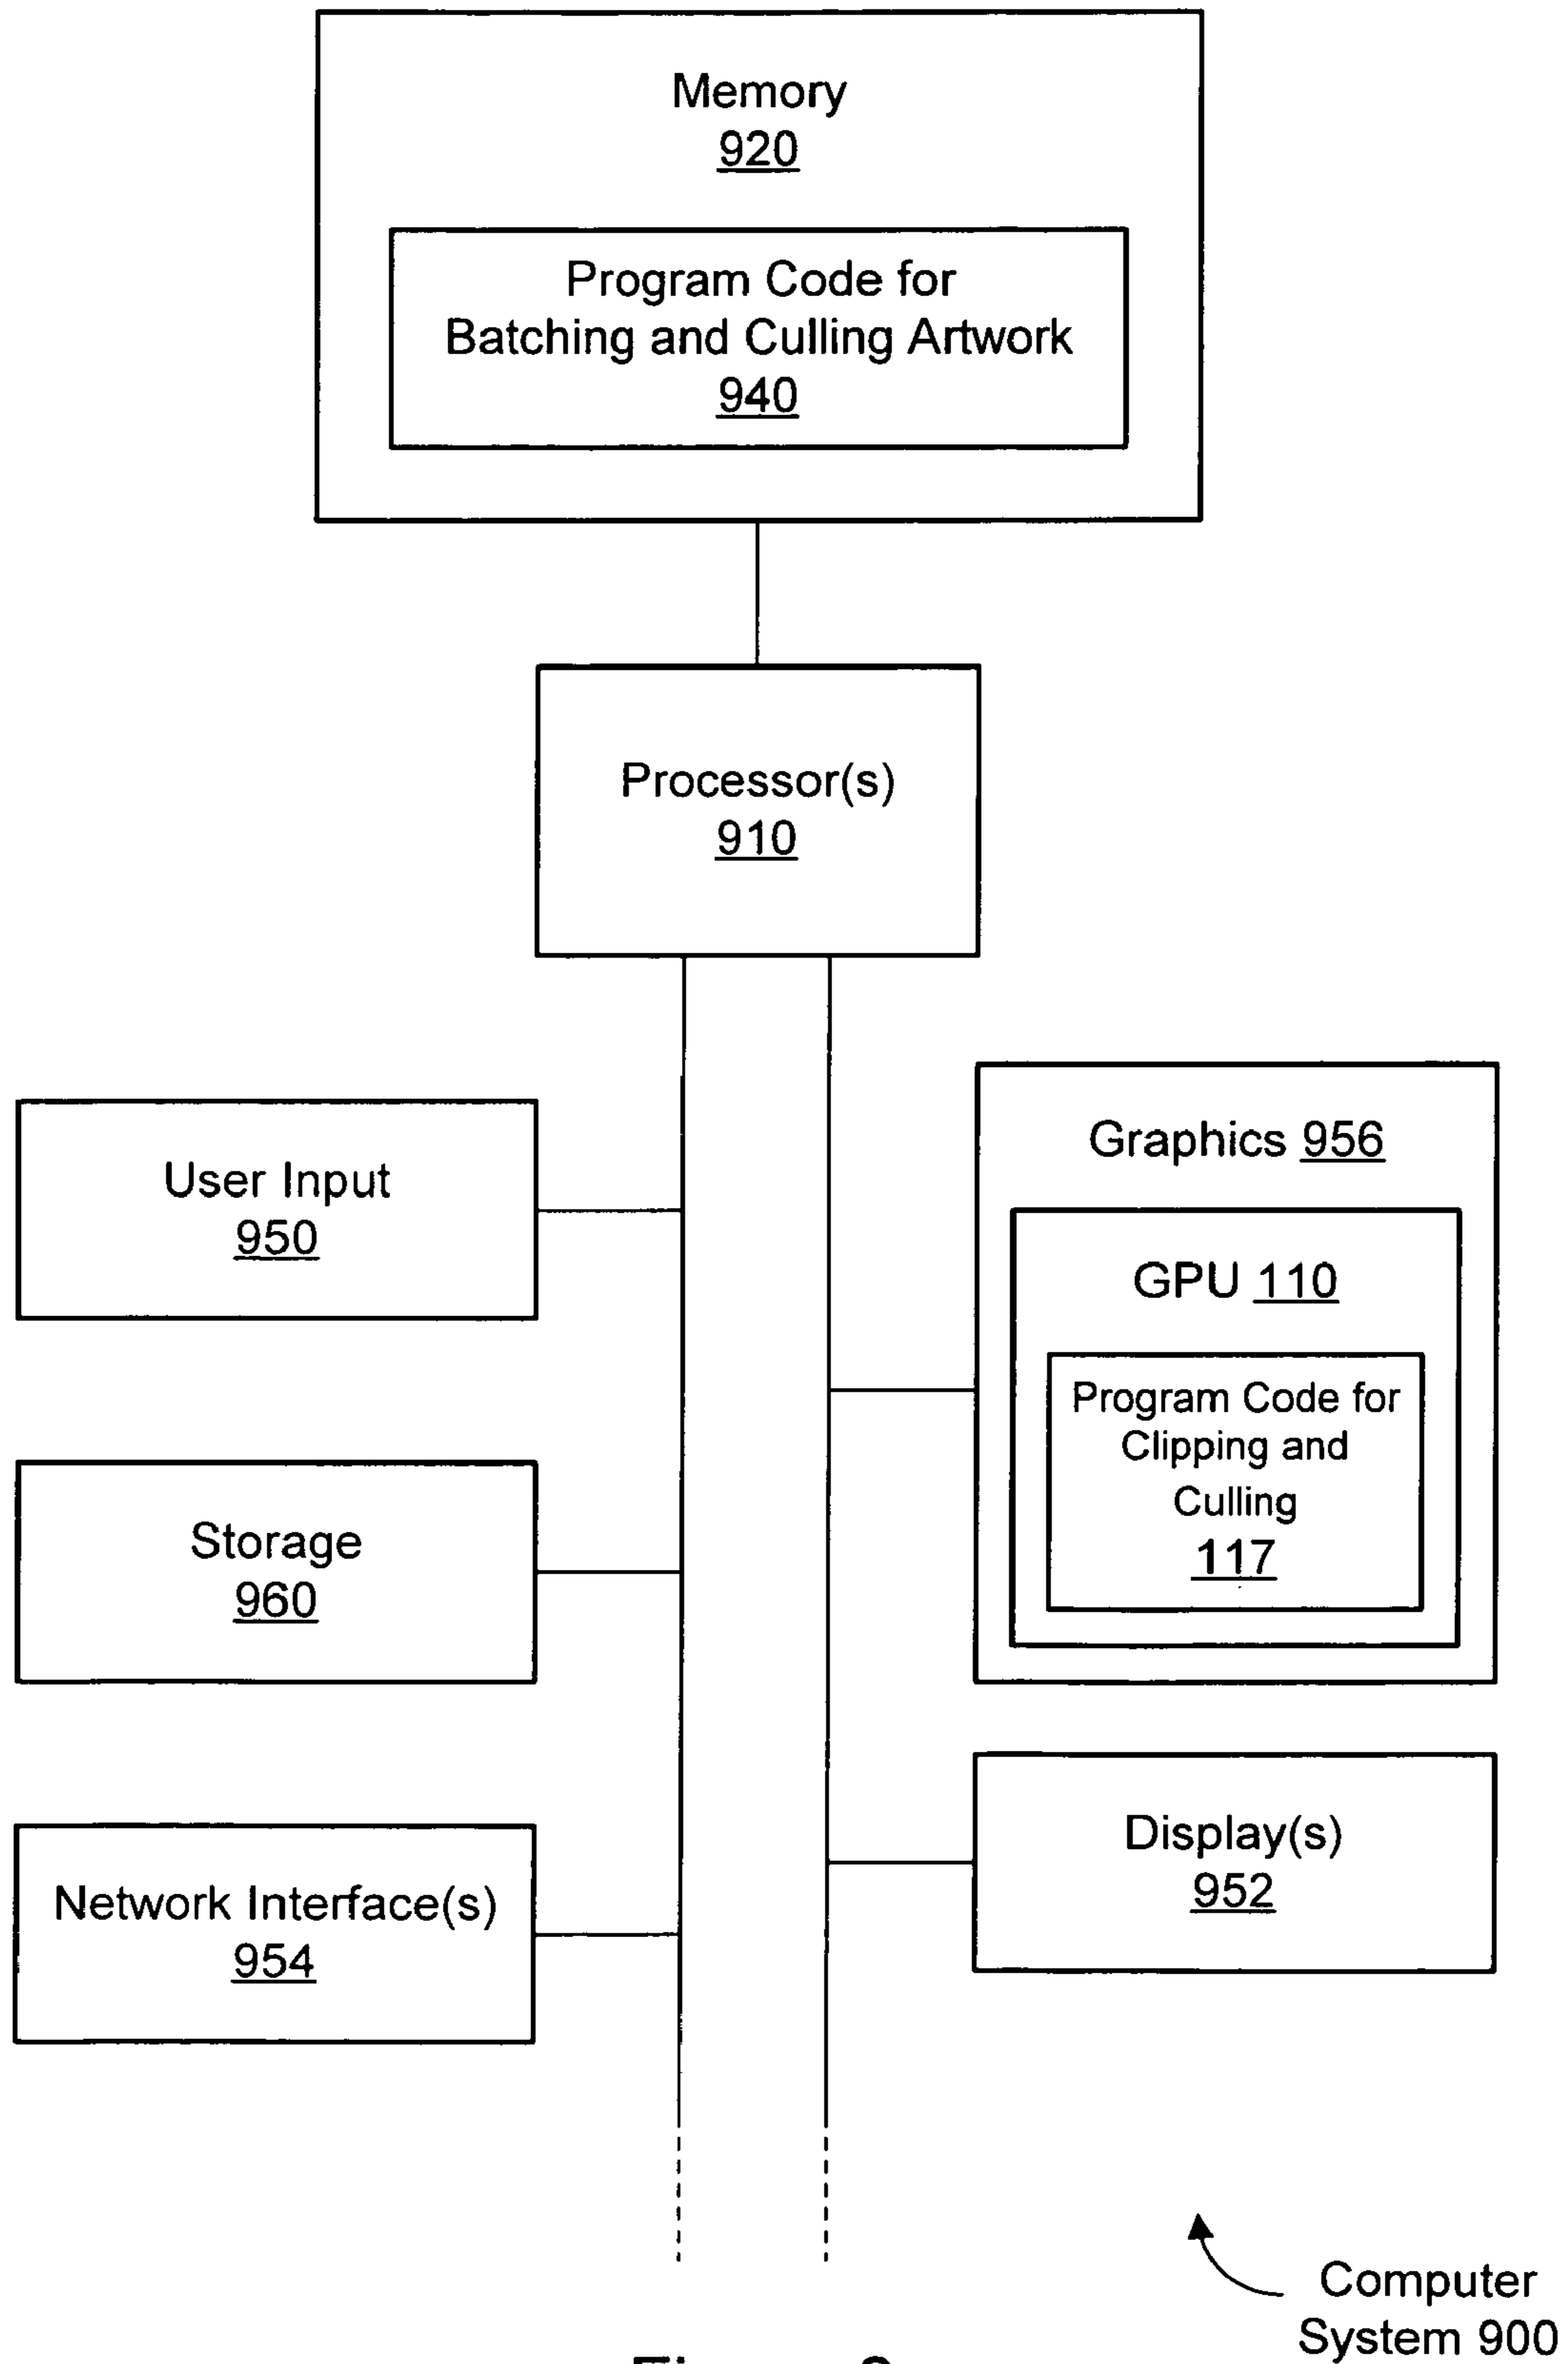 Memory
920
Program Code for
Batching and Culling Artwork
940
Processor(s)
910
User Input
950
Graphics 956
GPU 110
Program Code for
Clipping and
Culling
117
Storage
960
Display(s)
952
Network Interface(s)
954
Computer
System 900